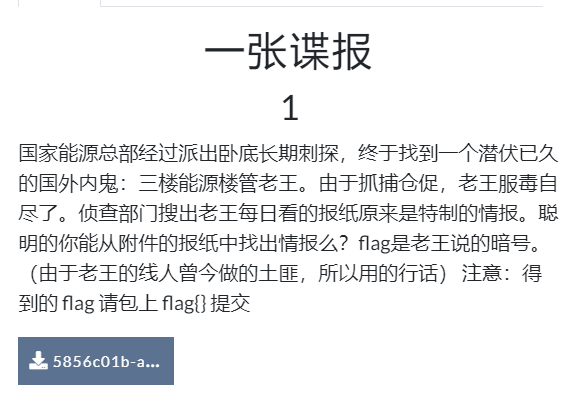 一张谍报
1
国家能源总部经过派出卧底长期刺探，终于找到一个潜伏已久
的国外内鬼：三楼能源楼管老王。由于抓捕仓促，老王服毒自
尽了。侦查部门搜出老王每日看的报纸原来是特制的情报。聪
明的你能从附件的报纸中找出情报么？flag是老王说的暗号。
（由于老王的线人曾今做的土匪，所以用的行话） 注意：得
到的 flag 请包上 flag{} 提交
5856c01b-a...